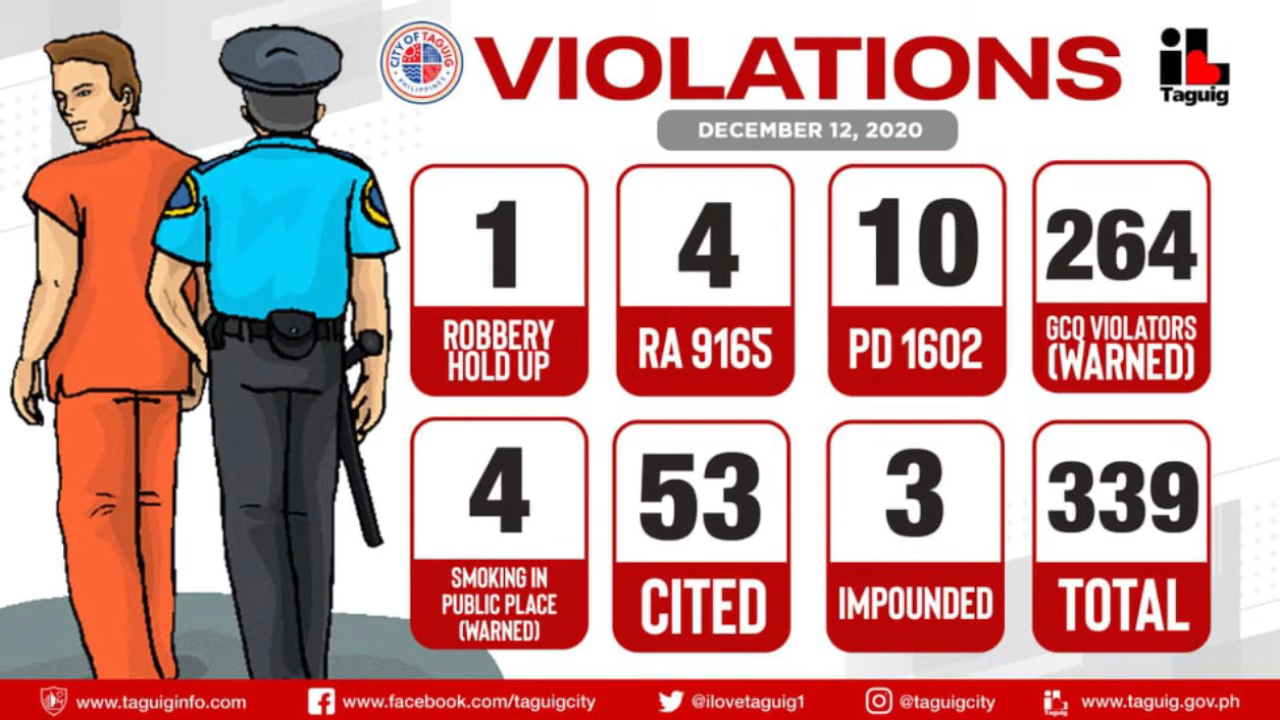 CITY OF TAGUIG
PHILIPPINES
VIOLATIONS
iL
Taguig
DECEMBER 12, 2020
1
ROBBERY
HOLD UP
4
RA 9165
10
PD 1602
264
GCQ VIOLATORS
(WARNED)
4
SMOKING IN
PUBLIC PLACE
(WARNED)
53
CITED
3
IMPOUNDED
339
TOTAL
www.taguiginfo.com
www.facebook.com/taguigcity
@ilovetaguig1
@taguigcity
www.taguig.gov.ph